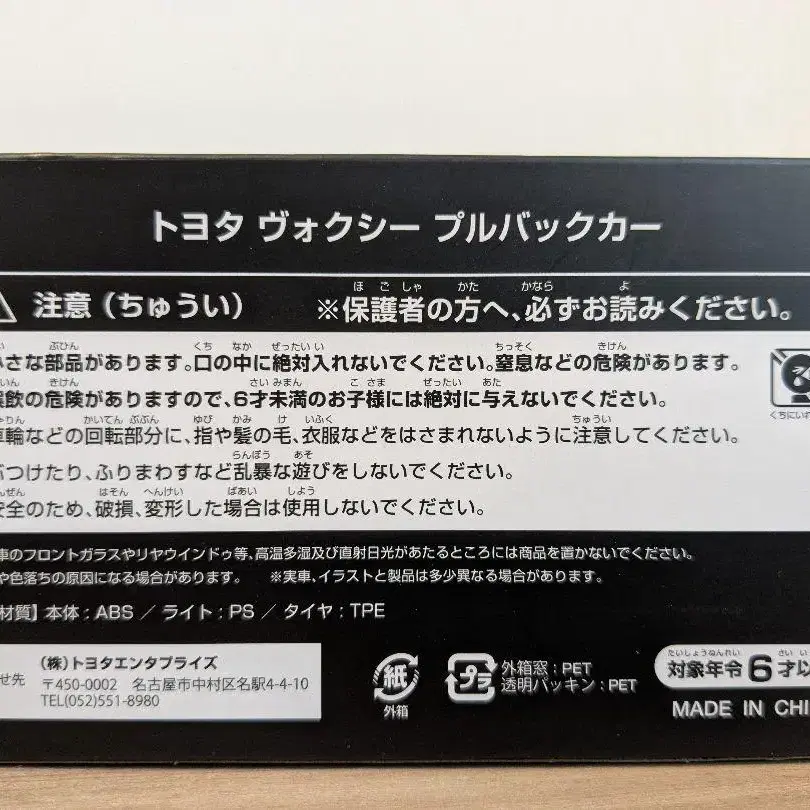 トヨタ ヴォクシー プルバックカー
注意（ちゅうい） ※保護者の方へ、必ずお読みください。
さな部品があります。口の中に絶対入れないでください。窒息などの危険があります。
飲の危険がありますので、6才未満のお子様には絶対に与えないでください。
輪などの回転部分に、指や髪の毛、衣服などをはさまれないように注意してください。
つけたり、ふりまわすなど乱暴な遊びをしないでください。
全のため、破損、変形した場合は使用しないでください。
くちにいれ
車のフロントガラスやリヤウインドゥ等、高温多湿及び直射日光があたるところには商品を置かないでください。
や色落ちの原因になる場合があります。 ※実車、イラストと製品は多少異なる場合があります。
材質】本体：ABS ／ ライト：PS ／ タイヤ：TPE
せ先
（株）トヨタエンタプライズ
〒450-0002 名古屋市中村区名駅4-4-10
TEL(052)551-8980
紙
外箱
プラ
外箱窓：PET
透明パッキン：PET
対象年令 6才以
MADE IN CHI